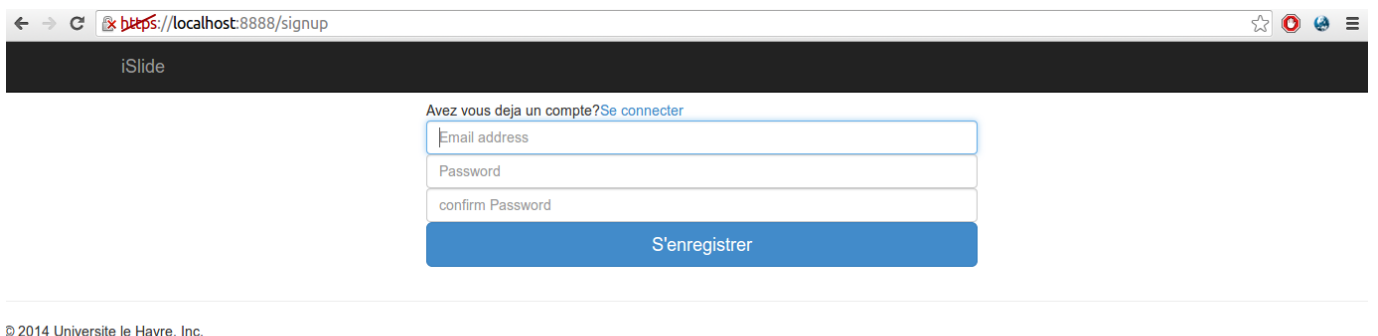 https://localhost:8888/signup
iSlide
Avez vous deja un compte?Se connecter
Email address
Password
confirm Password
S'enregistrer
© 2014 Universite le Havre, Inc.